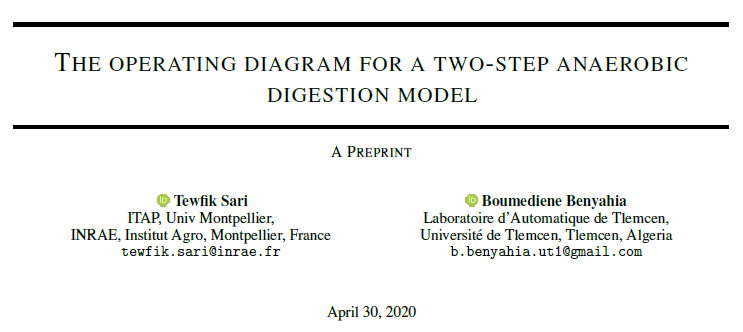 THE OPERATING DIAGRAM FOR A TWO-STEP ANAEROBIC
DIGESTION MODEL
A PREPRINT
iD Tewfik Sari
ITAP, Univ Montpellier,
INRAE, Institut Agro, Montpellier, France
tewfik.sari@inrae.fr
iD Boumediene Benyahia
Laboratoire d'Automatique de Tlemcen,
Université de Tlemcen, Tlemcen, Algeria
b.benyahia.ut1@gmail.com
April 30, 2020